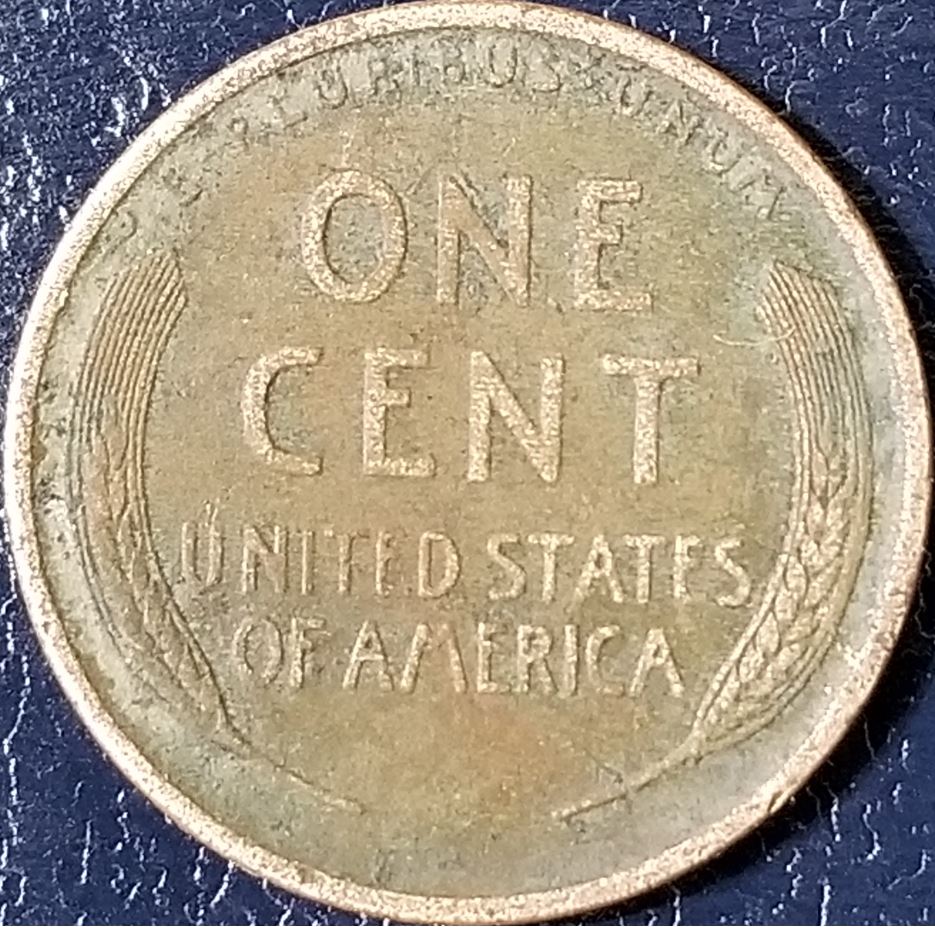 E·PLURIBUS·UNUM
ONE
CENT
UNITED STATES
OF AMERICA